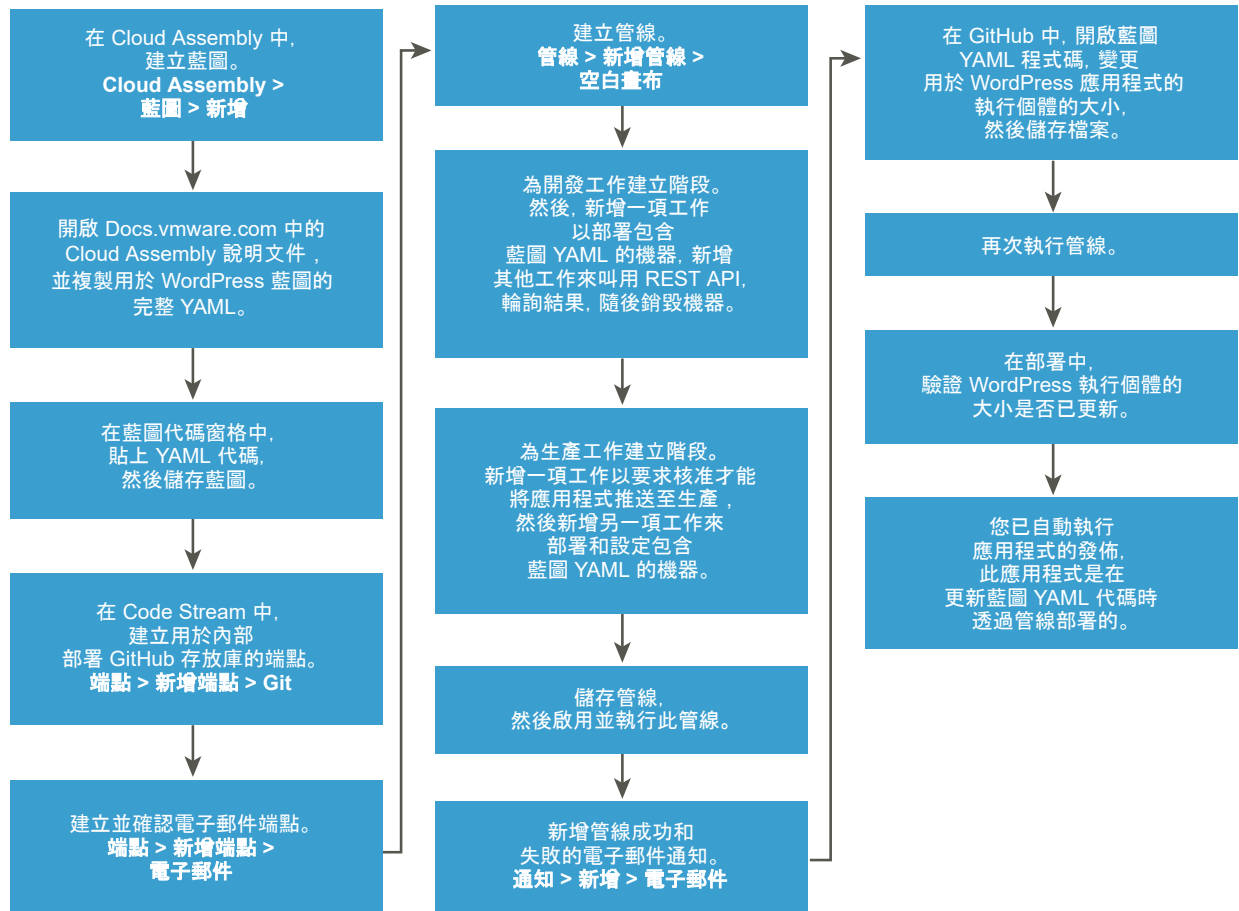 在 Cloud Assembly 中,
建立藍圖。
Cloud Assembly >
藍圖 > 新增
開啟 Docs.vmware.com 中的
Cloud Assembly 說明文件，
並複製用於 WordPress 藍圖的
完整 YAML。
在藍圖代碼窗格中,
貼上 YAML 代碼,
然後儲存藍圖。
在 Code Stream 中,
建立用於內部
部署 GitHub 存放庫的端點。
端點 > 新增端點 > Git
建立並確認電子郵件端點。
端點 > 新增端點 >
電子郵件
建立管線。
管線 > 新增管線 >
空白畫布
為開發工作建立階段。
然後, 新增一項工作
以部署包含
藍圖 YAML 的機器, 新增
其他工作來叫用 REST API,
輪詢結果, 隨後銷毀機器。
為生產工作建立階段。
新增一項工作以要求核准才能
將應用程式推送至生產，
然後新增另一項工作來
部署和設定包含
藍圖 YAML 的機器。
儲存管線,
然後啟用並執行此管線。
新增管線成功和
失敗的電子郵件通知。
通知 > 新增 > 電子郵件
在 GitHub 中, 開啟藍圖
YAML 程式碼, 變更
用於 WordPress 應用程式的
執行個體的大小,
然後儲存檔案。
再次執行管線。
在部署中,
驗證 WordPress 執行個體的
大小是否已更新。
您已自動執行
應用程式的發佈,
此應用程式是在
更新藍圖 YAML 代碼時
透過管線部署的。